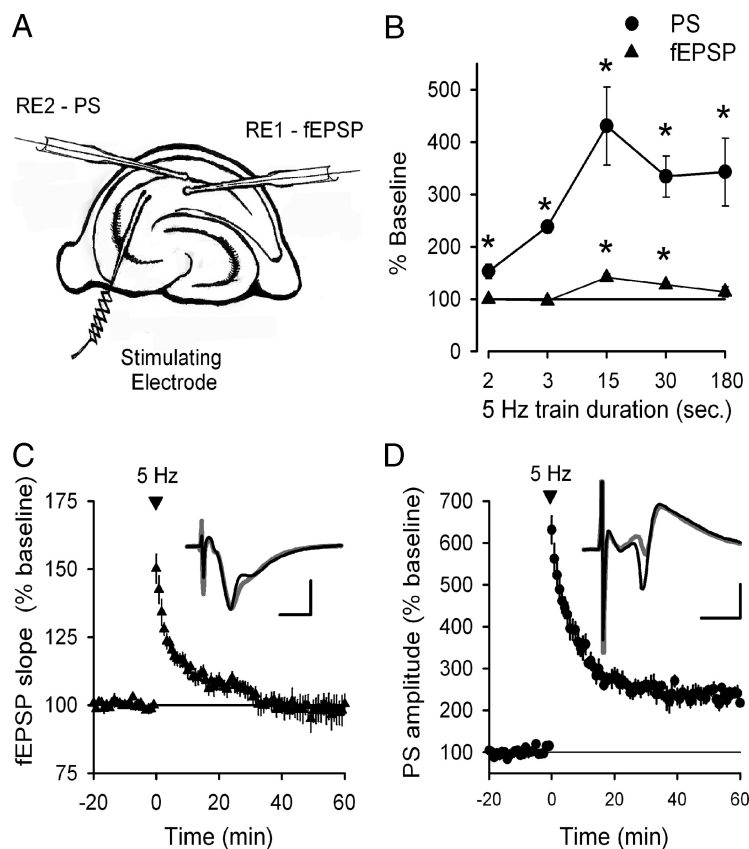 A
RE2 - PS
RE1 - fEPSP
Stimulating
Electrode
B
PS
fEPSP
% Baseline
500
400
300
200
100
0
* * * * *
* *
2 3 15 30 180
5 Hz train duration (sec.)
C
5 Hz
fEPSP slope (% baseline)
175
150
125
100
75
-20 0 20 40 60
Time (min)
D
5 Hz
PS amplitude (% baseline)
700
600
500
400
300
200
100
-20 0 20 40 60
Time (min)